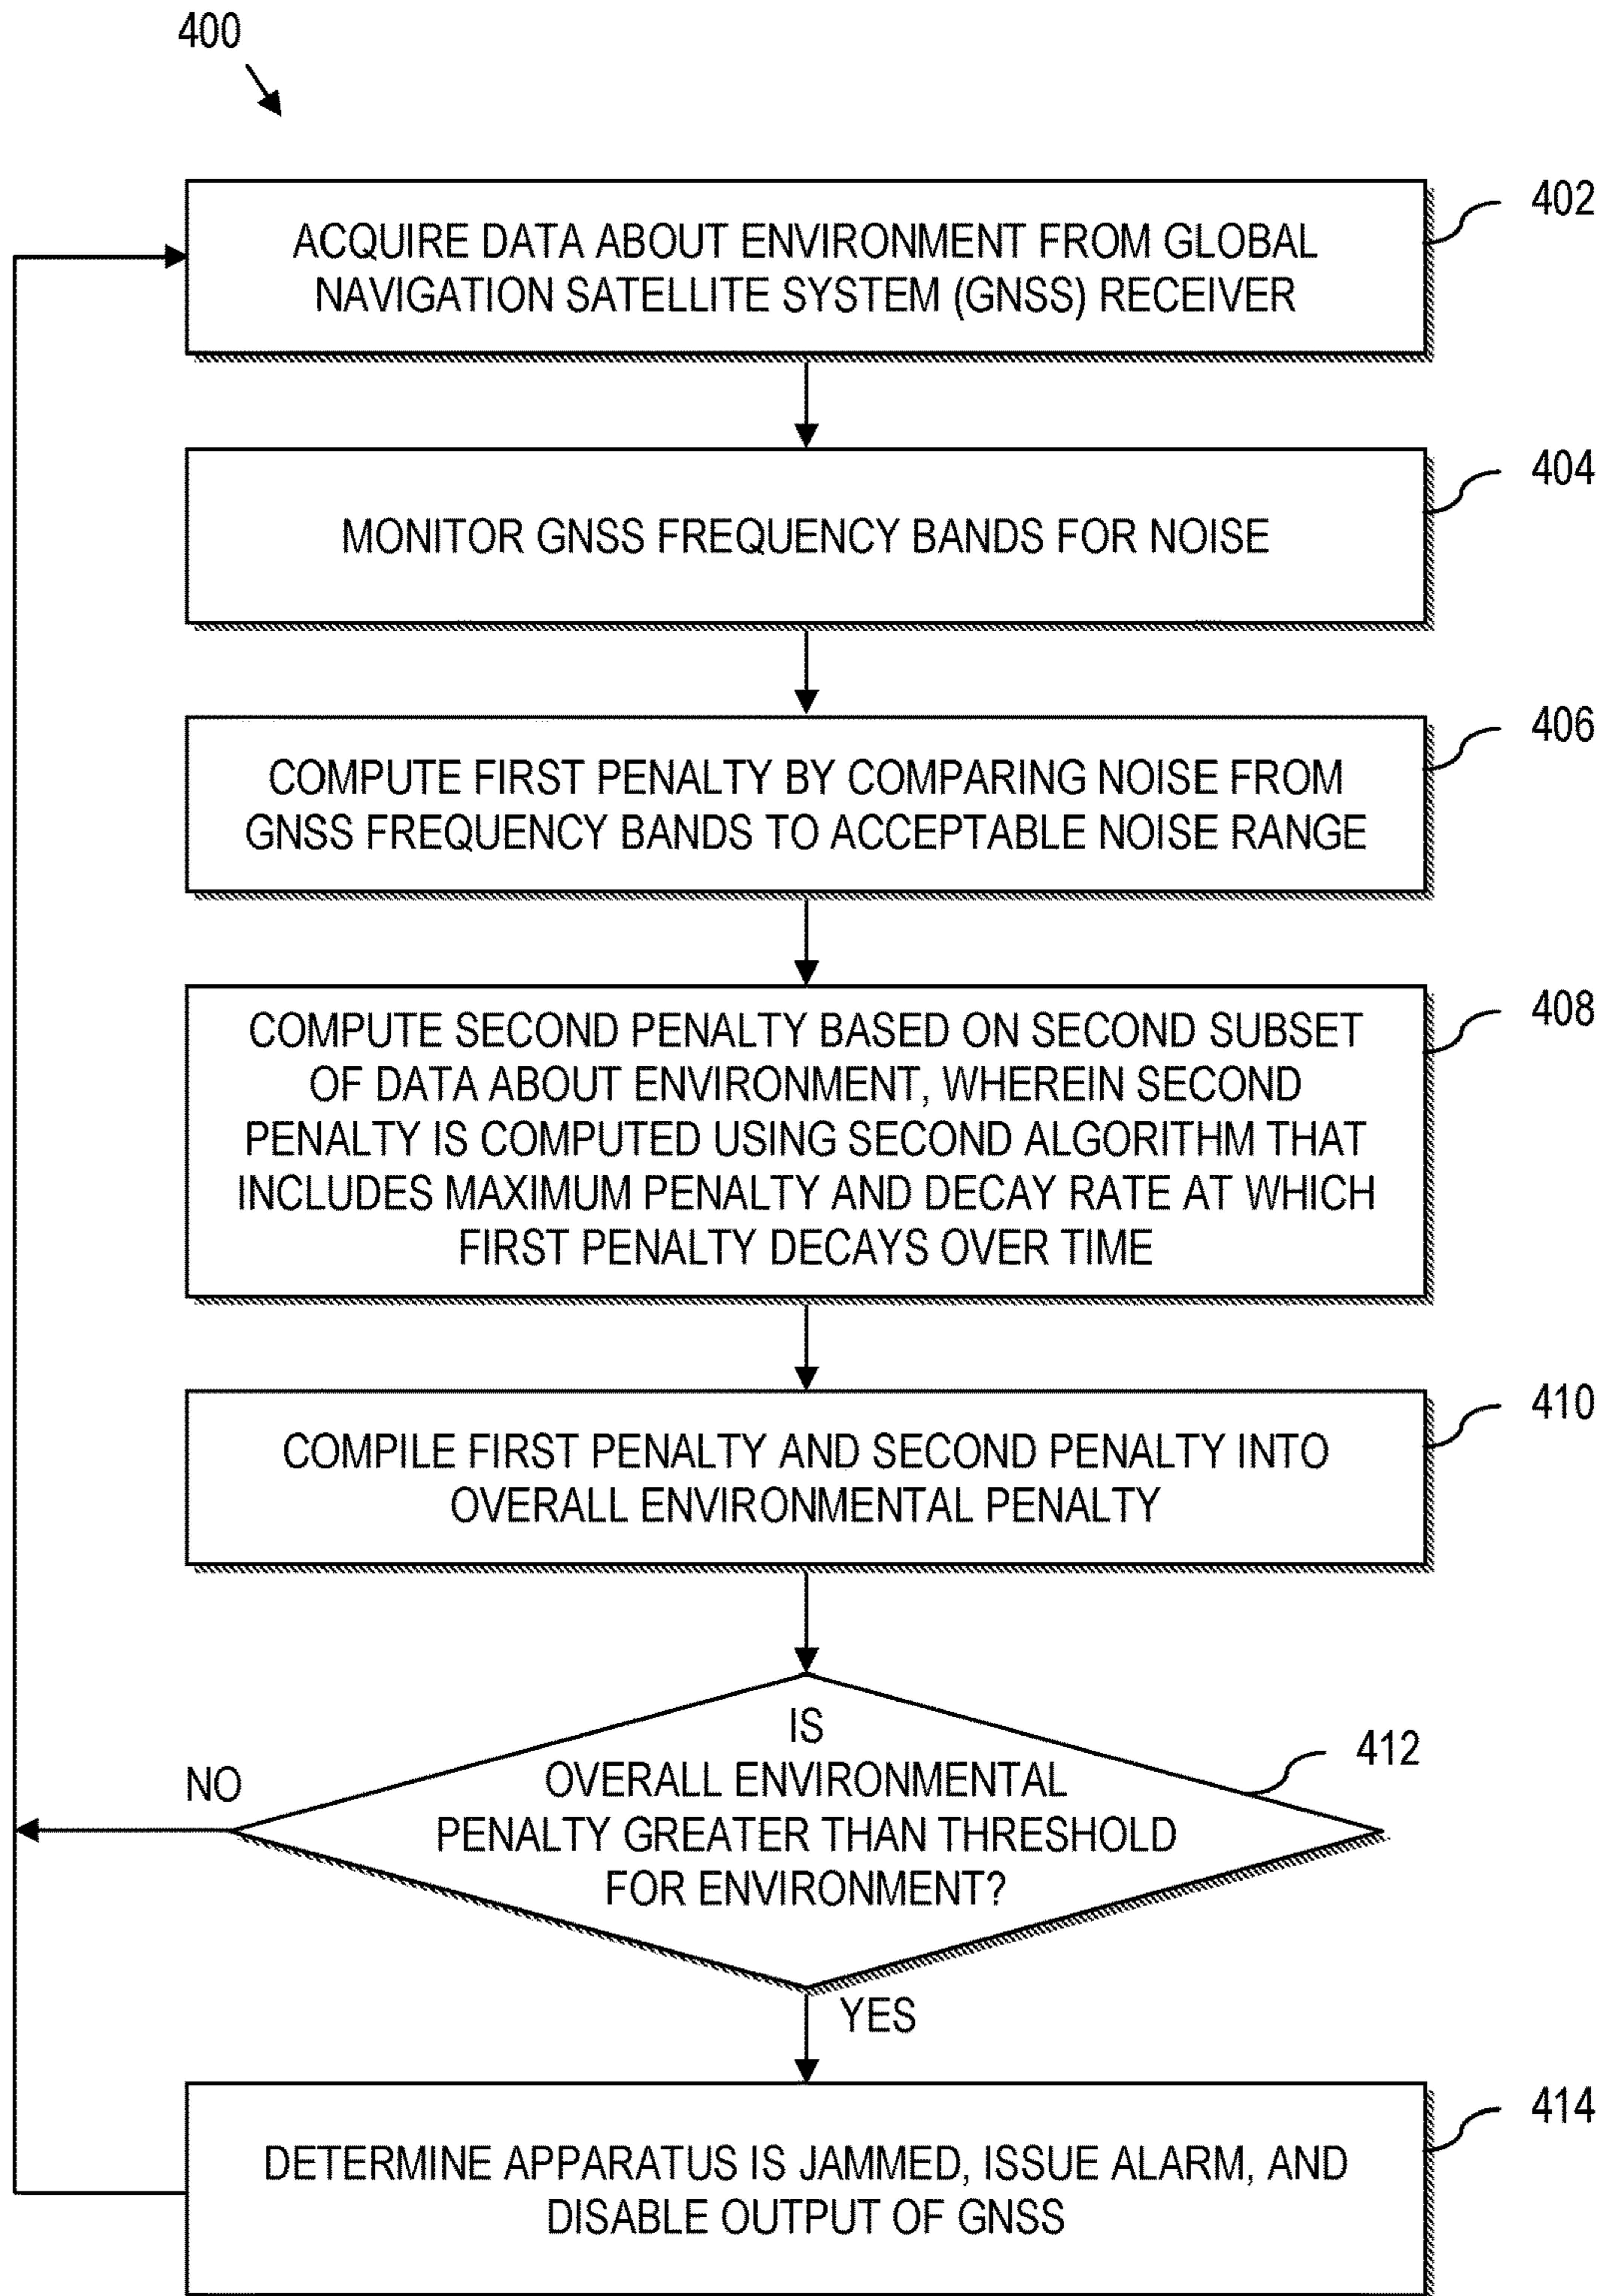 400
402
ACQUIRE DATA ABOUT ENVIRONMENT FROM GLOBAL
NAVIGATION SATELLITE SYSTEM (GNSS) RECEIVER
404
MONITOR GNSS FREQUENCY BANDS FOR NOISE
406
COMPUTE FIRST PENALTY BY COMPARING NOISE FROM
GNSS FREQUENCY BANDS TO ACCEPTABLE NOISE RANGE
408
COMPUTE SECOND PENALTY BASED ON SECOND SUBSET
OF DATA ABOUT ENVIRONMENT, WHEREIN SECOND
PENALTY IS COMPUTED USING SECOND ALGORITHM THAT
INCLUDES MAXIMUM PENALTY AND DECAY RATE AT WHICH
FIRST PENALTY DECAYS OVER TIME
410
COMPILE FIRST PENALTY AND SECOND PENALTY INTO
OVERALL ENVIRONMENTAL PENALTY
412
IS
OVERALL ENVIRONMENTAL
PENALTY GREATER THAN THRESHOLD
FOR ENVIRONMENT?
NO
YES
414
DETERMINE APPARATUS IS JAMMED, ISSUE ALARM, AND
DISABLE OUTPUT OF GNSS